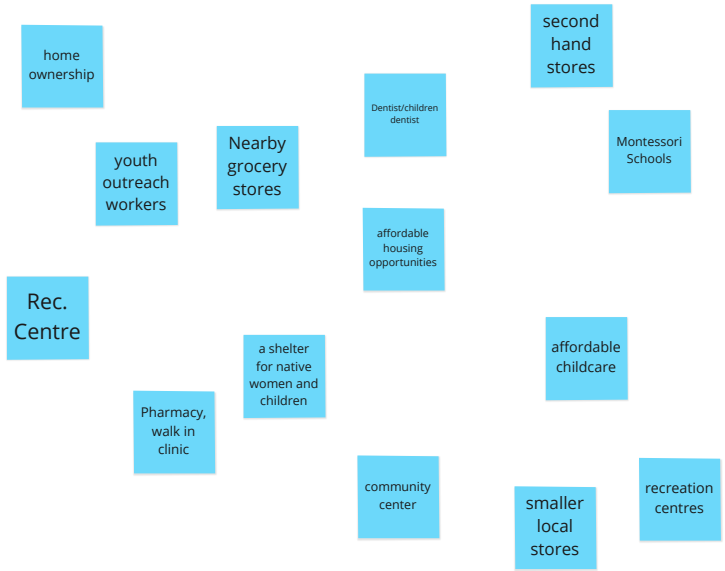 second
hand
stores
home
ownership
Dentist/children
dentist
Montessori
Schools
Nearby
grocery
stores
youth
outreach
workers
affordable
housing
opportunities
Rec.
Centre
affordable
childcare
a shelter
for native
women and
children
Pharmacy,
walk in
clinic
community
center
recreation
centres
smaller
local
stores